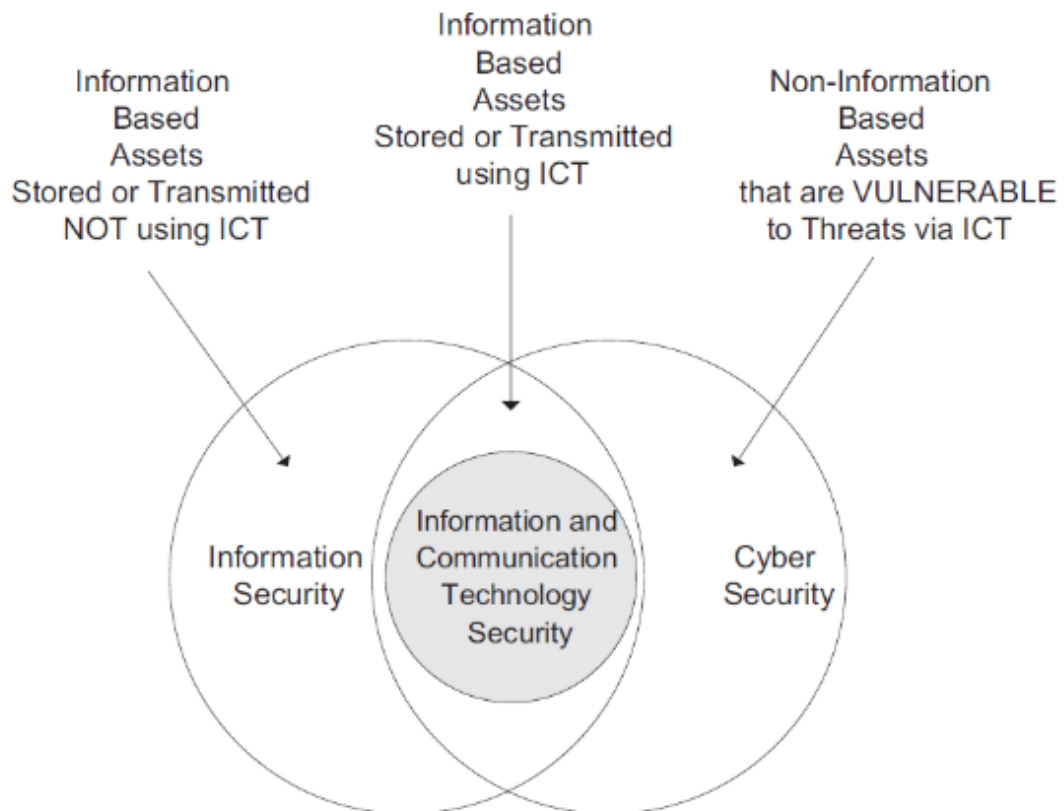 Information
Based
Assets
Stored or Transmitted
NOT using ICT
Information
Based
Assets
Stored or Transmitted
using ICT
Non-Information
Based
Assets
that are VULNERABLE
to Threats via ICT
Information
Security
Information and
Communication
Technology
Security
Cyber
Security